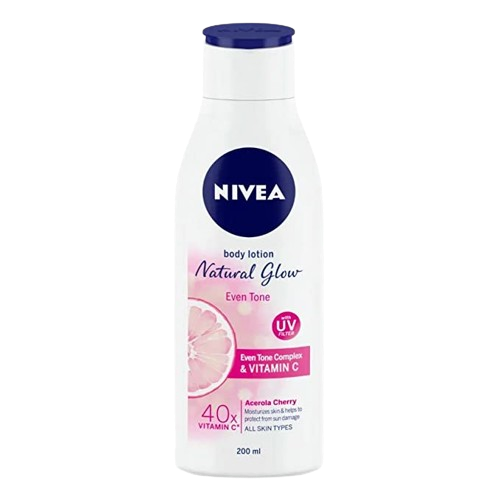 NIVEA
body lotion
Natural Glow
Even Tone
with
UV
FILTER
Even Tone Complex
& VITAMIN C
40x
VITAMIN C*
Acerola Cherry
Moisturizes skin & helps to
protect from sun damage
ALL SKIN TYPES
200 ml